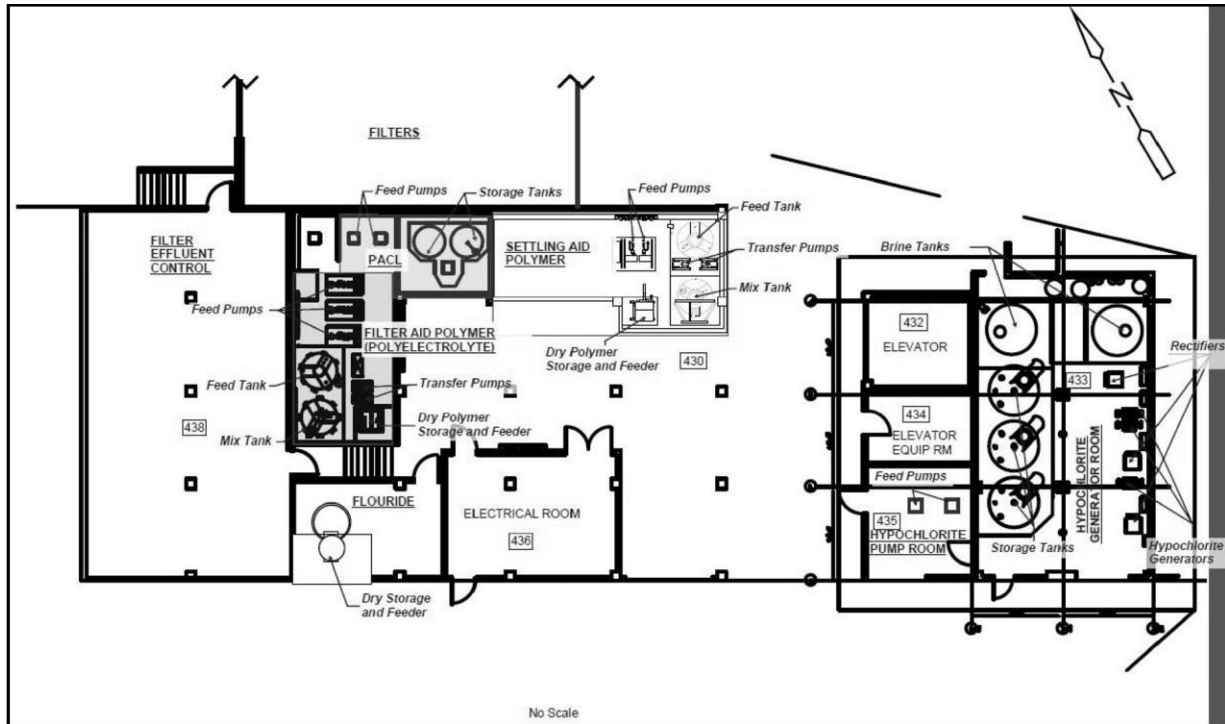 N
FILTERS
Feed Pumps
Storage Tanks
Feed Pumps
Feed Tank
FILTER
EFFLUENT
CONTROL
PACL
SETTLING AID
POLYMER
Transfer Pumps
Brine Tanks
Mix Tank
Feed Pumps
FILTER AID POLYMER
(POLYELECTROLYTE)
432
ELEVATOR
Dry Polymer
Storage and Feeder
430
Rectifiers
433
Feed Tank
Transfer Pumps
438
Dry Polymer
Storage and Feeder
Mix Tank
434
ELEVATOR
EQUIP RM
FLOURIDE
Feed Pumps
ELECTRICAL ROOM
436
435
HYPOCHLORITE
PUMP ROOM
HYPOCHLORITE
GENERATOR ROOM
Storage Tanks
Hypochlorite
Generators
Dry Storage
and Feeder
No Scale